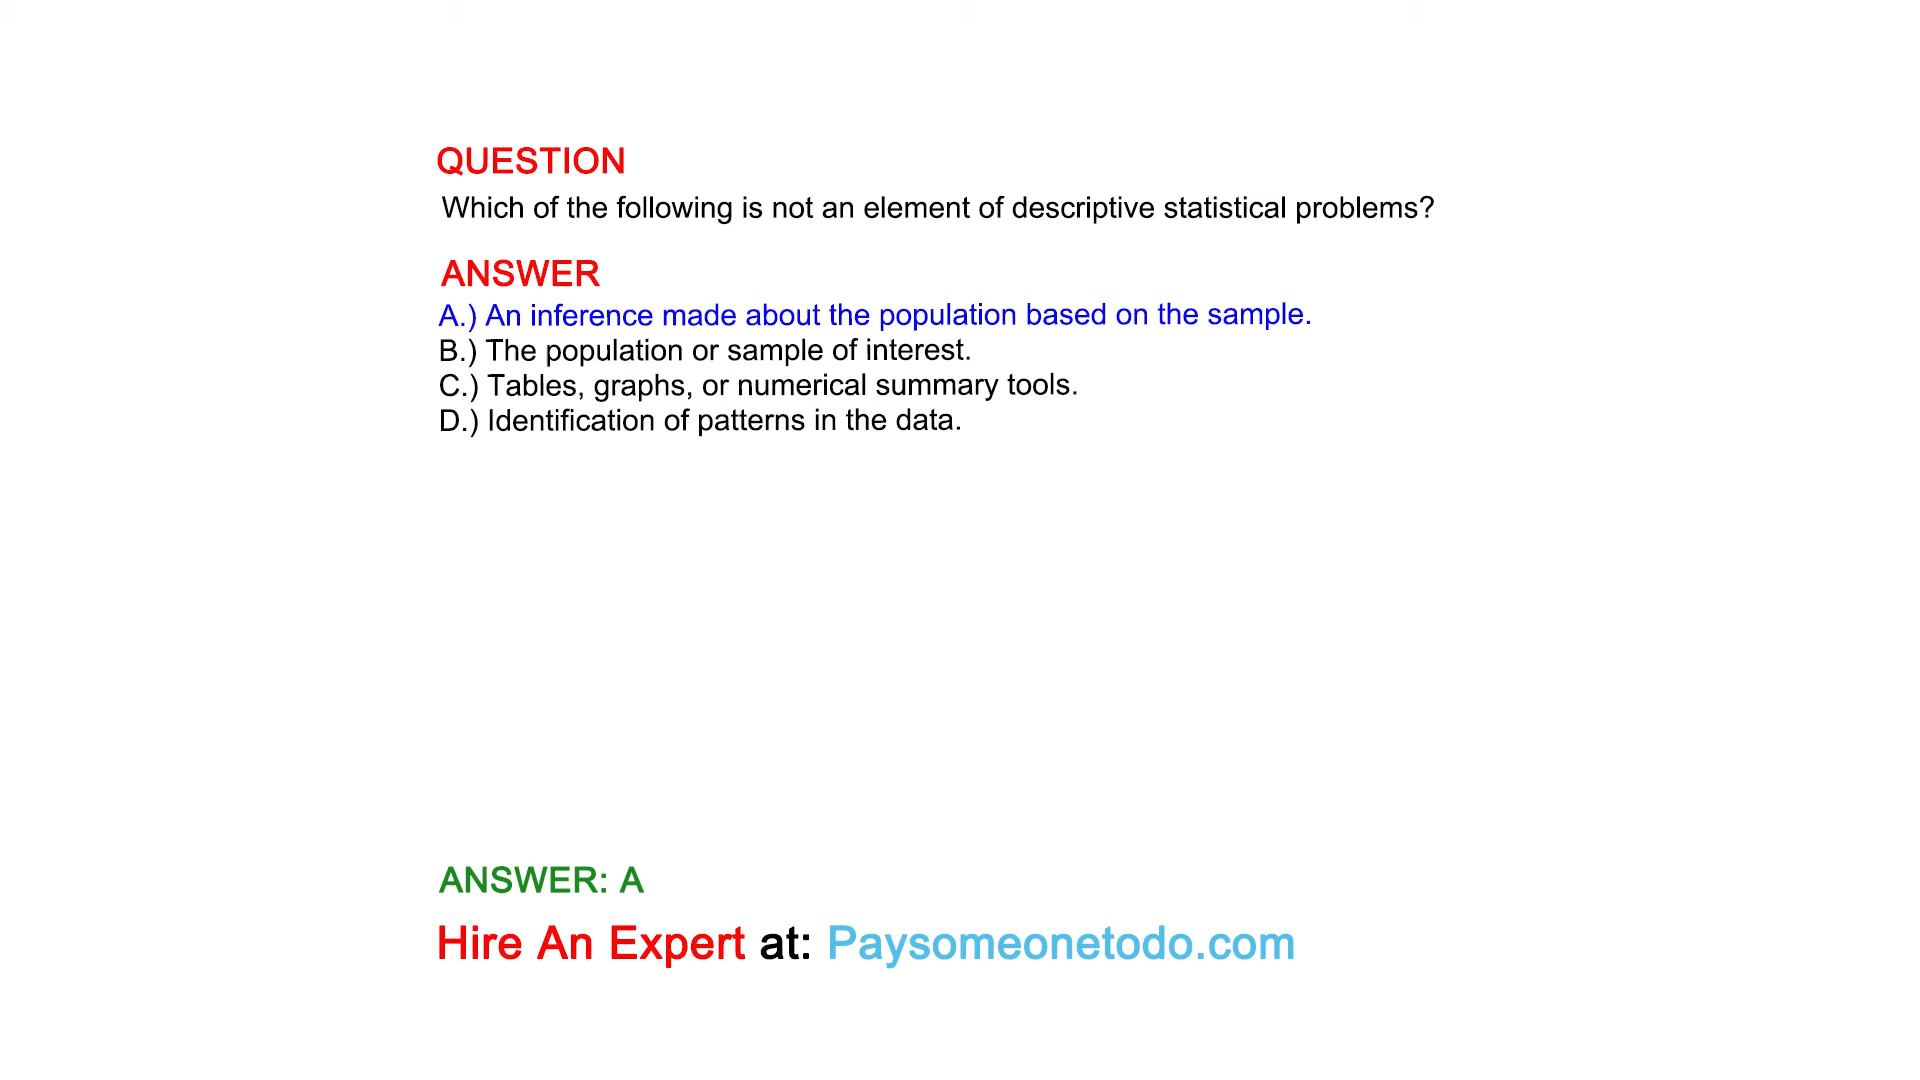 QUESTION
Which of the following is not an element of descriptive statistical problems?
ANSWER
A.) An inference made about the population based on the sample.
B.) The population or sample of interest.
C.) Tables, graphs, or numerical summary tools.
D.) Identification of patterns in the data.
ANSWER: A
Hire An Expert at: Paysomeonetodo.com